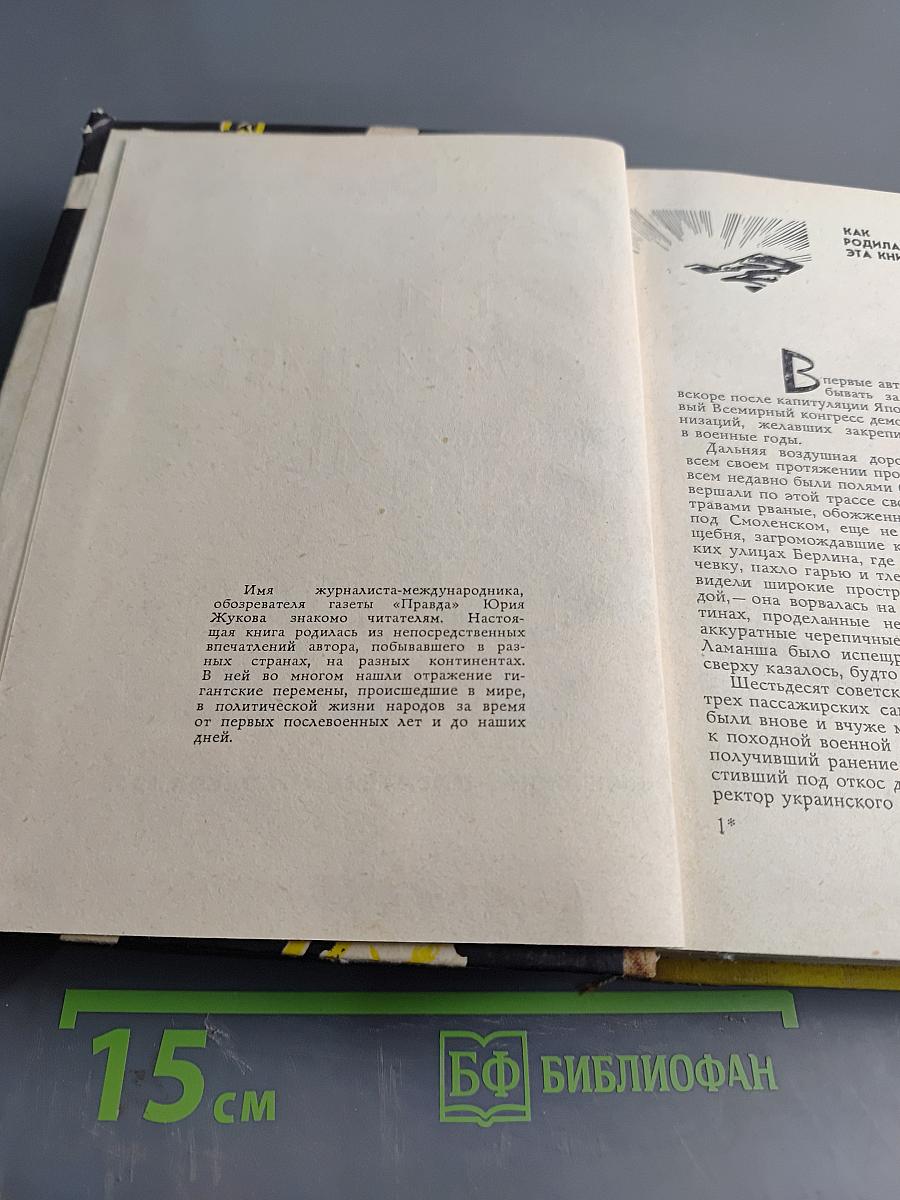 Имя журналиста-международника,
обозревателя газеты «Правда» Юрия
Жукова знакомо читателям. Настоя-
щая книга родилась из непосредственных
впечатлений автора, побывавшего в раз-
ных странах, на разных континентах.
В ней во многом нашли отражение ги-
гантские перемены, происшедшие в мире,
в политической жизни народов за время
от первых послевоенных лет и до наших
дней.
КАК
РОДИЛА
ЭТА КНИ
Впервые авт
бывать за
вскоре после капитуляции Япо
вый Всемирный конгресс демо
низаций, желавших закрепи
в военные годы.
Дальняя воздушная доро
всем своем протяжении про
всем недавно были полями б
вершали по этой трассе сво
травами рваные, обожженн
под Смоленском, еще не
щебня, загромождавшие к
ких улицах Берлина, где
чевку, пахло гарью и тле
видели широкие простр
дой,— она ворвалась на
тинах, проделанные не
аккуратные черепичные
Ламанша было испещр
сверху казалось, будто
Шестьдесят советск
трех пассажирских са
были внове и вчуже м
к походной военной
получивший ранение
стивший под откос д
ректор украинского
1*
15 см
БФ БИБЛИОФАН